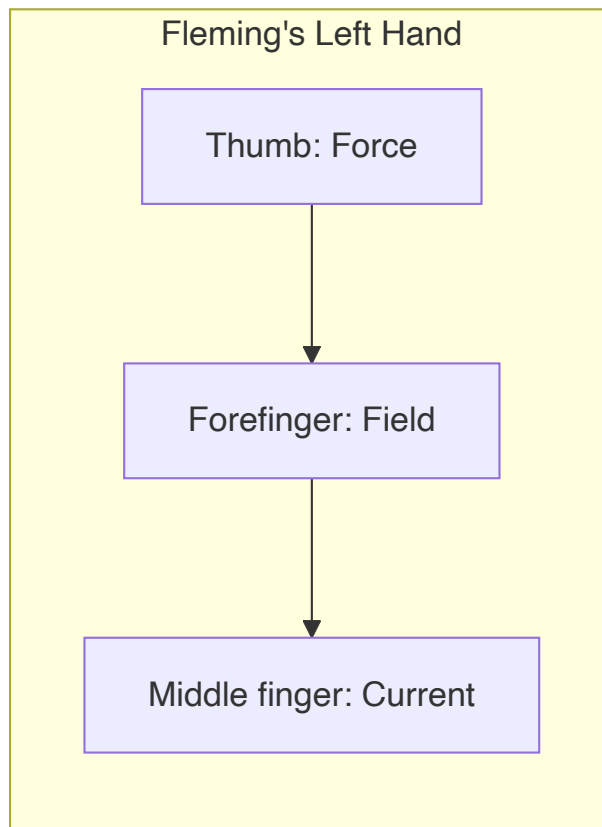 Fleming's Left Hand
Thumb: Force
Forefinger: Field
Middle finger: Current